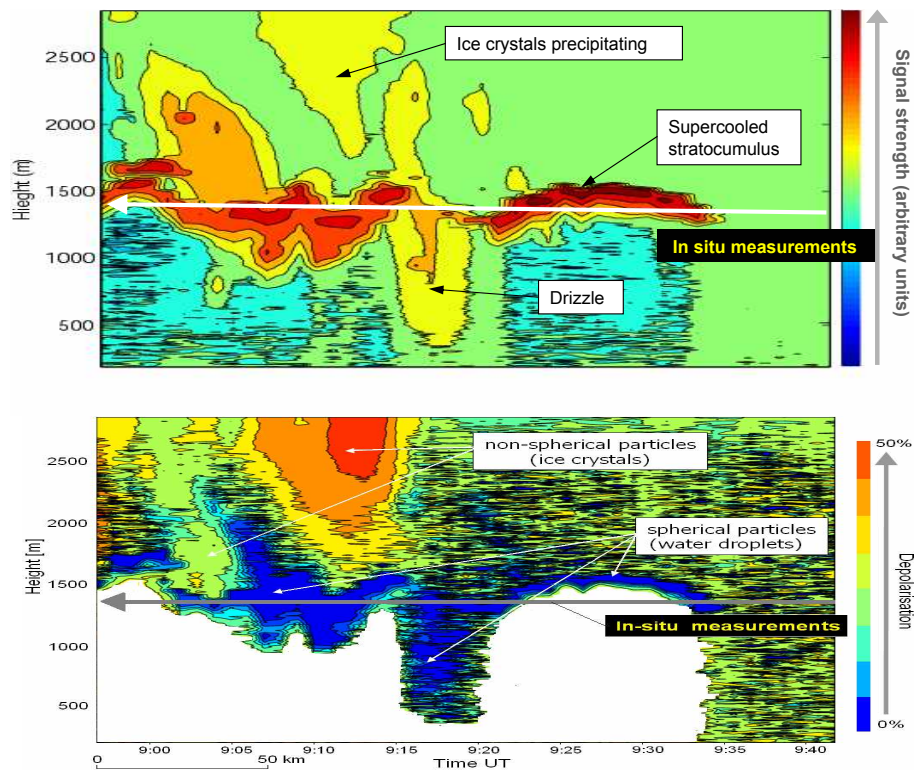 2500
2000
1500
1000
500
Hieght (m)
Ice crystals precipitating
Supercooled
stratocumulus
In situ measurements
Drizzle
Signal strength (arbitrary units)
2500
2000
1500
1000
500
Height [m]
non-spherical particles
(ice crystals)
spherical particles
(water droplets)
In-situ measurements
50%
0%
Depolarisation
9:00 9:05 9:10 9:15 9:20 9:25 9:30 9:35 9:40
0 50 km Time UT